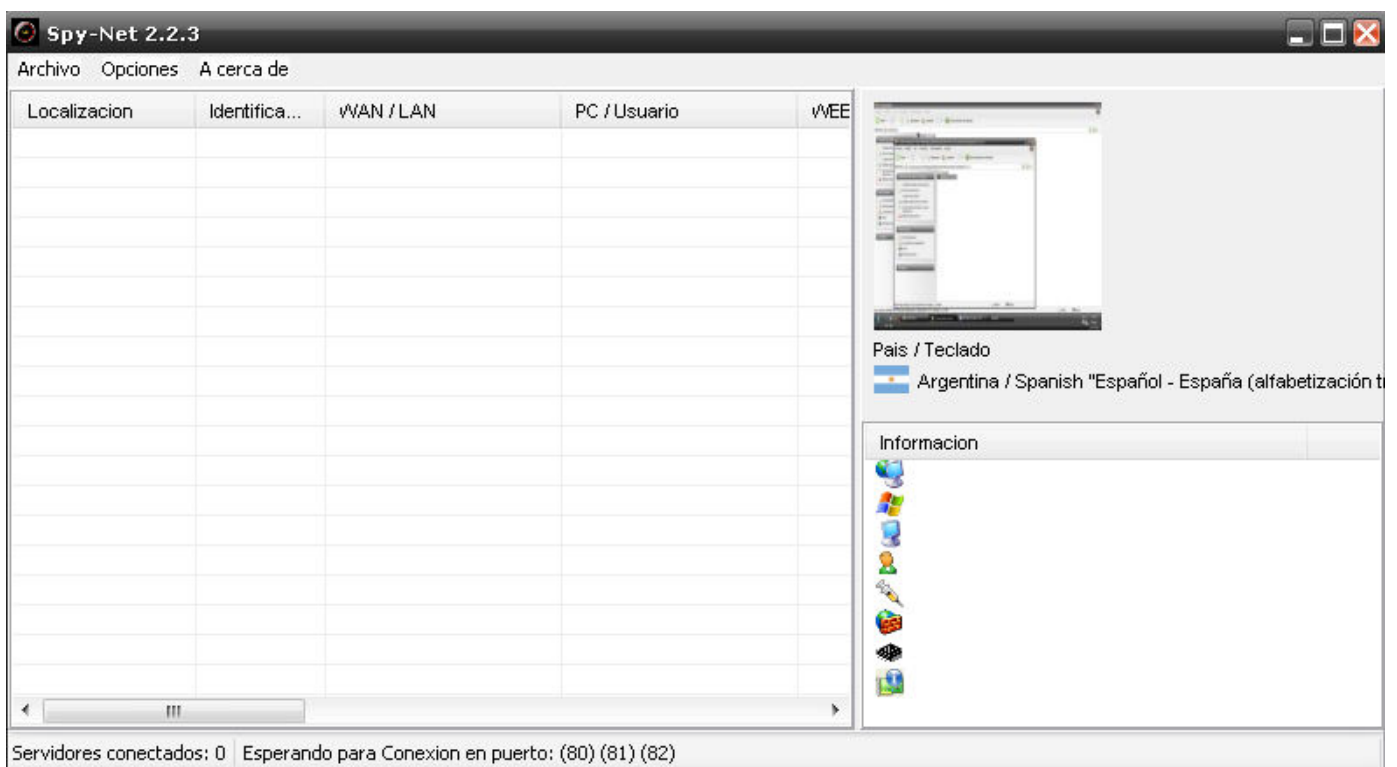 Spy-Net 2.2.3
Archivo Opciones A cerca de
Localizacion Identifica... WAN / LAN PC / Usuario WEE
Pais / Teclado
Argentina / Spanish "Español - España (alfabetización tr
Informacion
Servidores conectados: 0 Esperando para Conexion en puerto: (80) (81) (82)